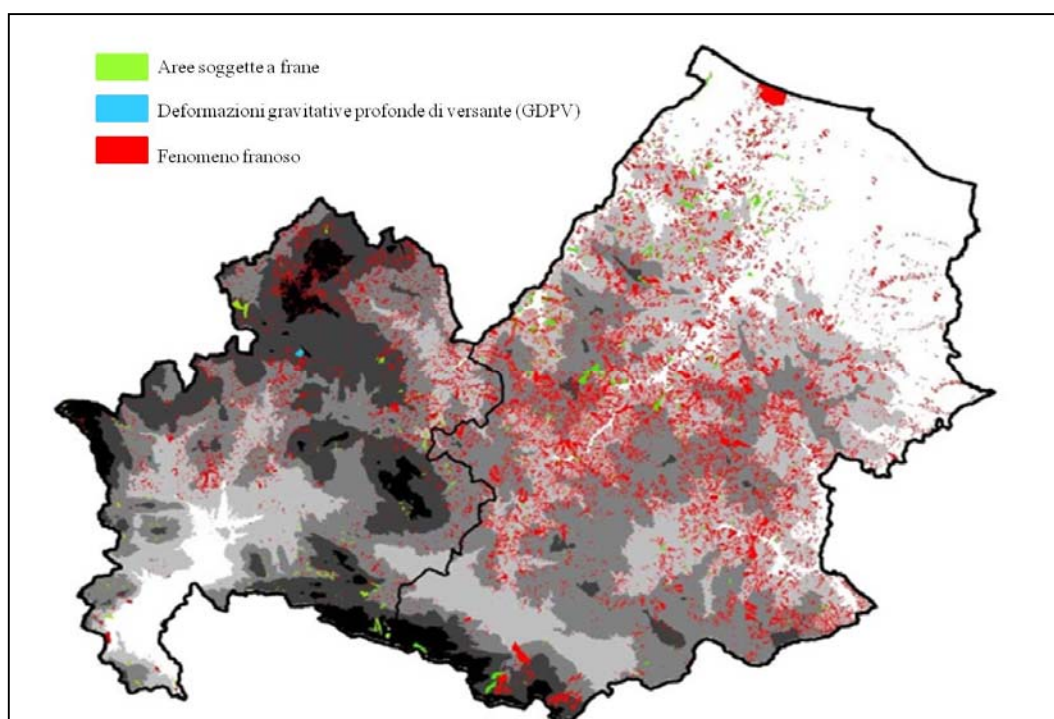 Aree soggette a frane
Deformazioni gravitative profonde di versante (GDPV)
Fenomeno franoso